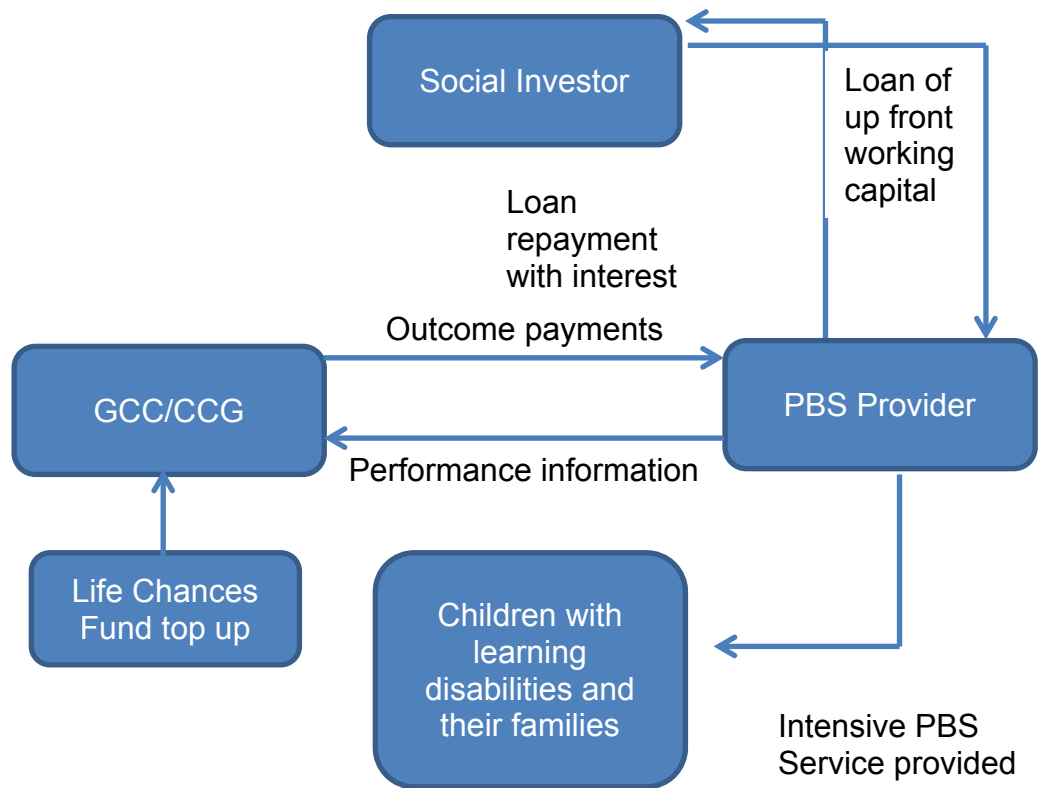 Social Investor
Loan of
up front
working
capital
Loan
repayment
with interest
Outcome payments
GCC/CCG
PBS Provider
Performance information
Life Chances
Fund top up
Children with
learning
disabilities and
their families
Intensive PBS
Service provided